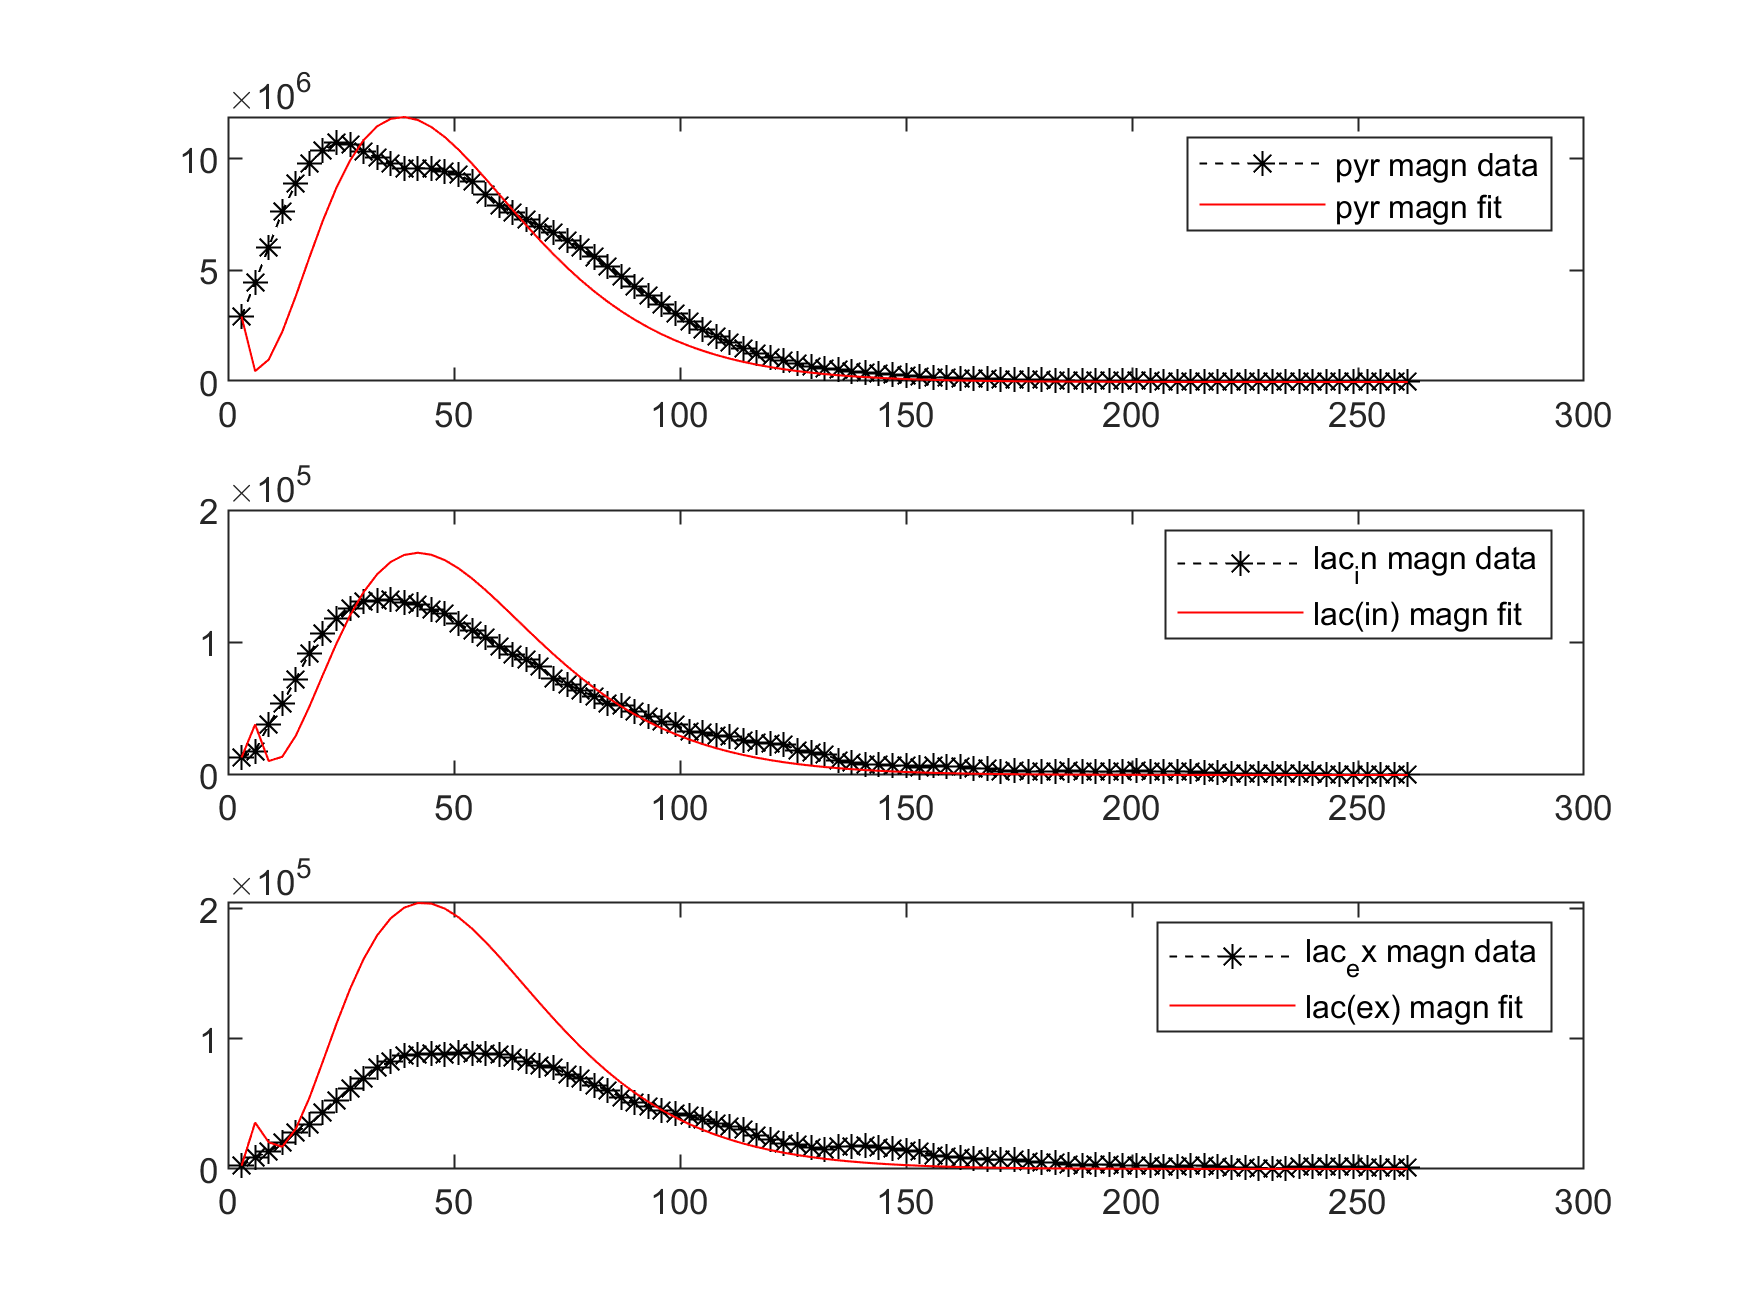 ×10^6
10
5
0
0 50 100 150 200 250 300
pyr magn data
pyr magn fit
×10^5
2
1
0
0 50 100 150 200 250 300
lac_in magn data
lac(in) magn fit
×10^5
2
1
0
0 50 100 150 200 250 300
lac_ex magn data
lac(ex) magn fit